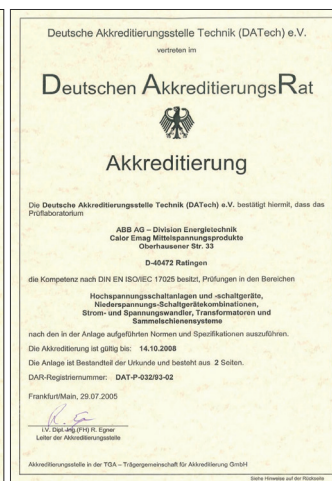 Deutsche Akkreditierungsstelle Technik (DATech) e.V.
vertreten im
Deutschen AkkreditierungsRat
Akkreditierung
Die Deutsche Akkreditierungsstelle Technik (DATech) e.V. bestätigt hiermit, dass das
Prüflaboratorium
ABB AG – Division Energietechnik
Calor Emag Mittelspannungsprodukte
Oberhausener Str. 33
D-40472 Ratingen
die Kompetenz nach DIN EN ISO/IEC 17025 besitzt, Prüfungen in den Bereichen
Hochspannungsschaltanlagen und -schaltgeräte,
Niederspannungs-Schaltgerätekombinationen,
Strom- und Spannungswandler, Transformatoren und
Sammelschienensysteme
nach den in der Anlage aufgeführten Normen und Spezifikationen auszuführen.
Die Akkreditierung ist gültig bis: 14.10.2008
Die Anlage ist Bestandteil der Urkunde und besteht aus 2 Seiten.
DAR-Registriernummer: DAT-P-032/93-02
Frankfurt/Main, 29.07.2005
i.V. Dipl.-Ing.(FH) R. Egner
Leiter der Akkreditierungsstelle
Akkreditierungsstelle in der TGA – Trägergemeinschaft für Akkreditierung GmbH
Siehe Hinweise auf der Rückseite